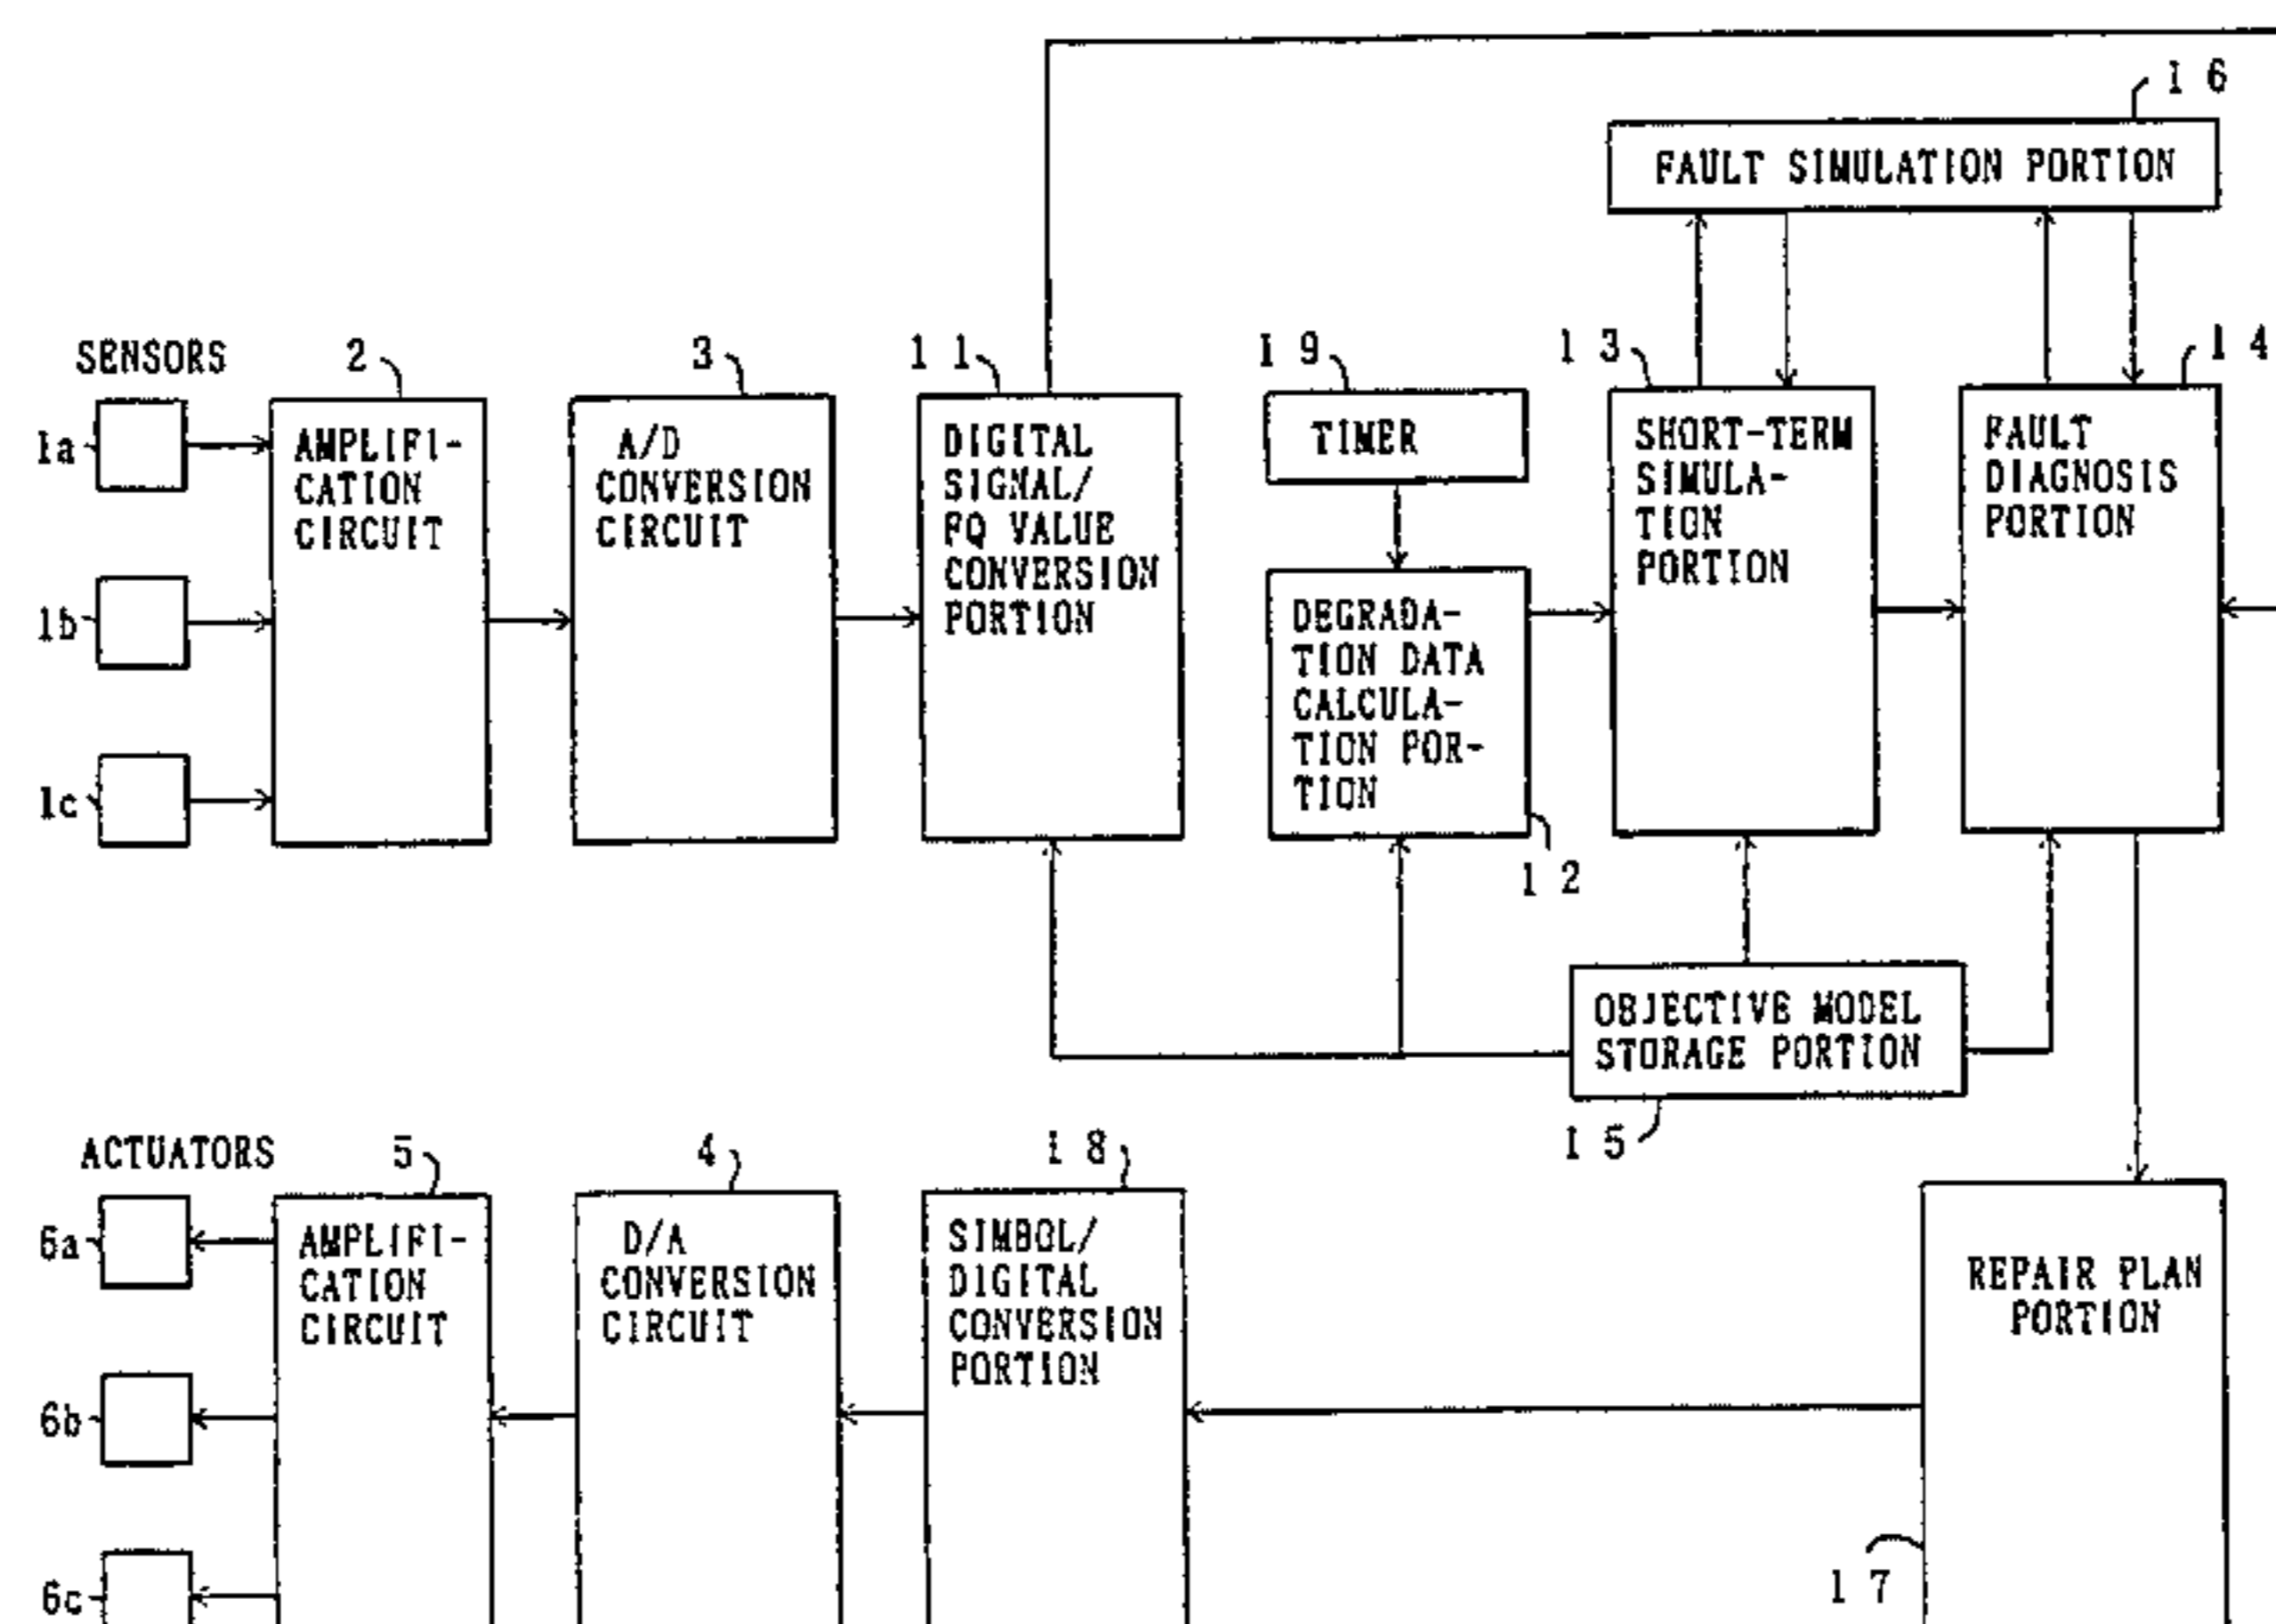 1 6
FAULT SIMULATION PORTION
SENSORS
2
3
1 1
1 9
1 3
1 4
1a
1b
1c
AMPLIFI-
CATION
CIRCUIT
A/D
CONVERSION
CIRCUIT
DIGITAL
SIGNAL/
FQ VALUE
CONVERSION
PORTION
TIMER
DEGRADA-
TION DATA
CALCULA-
TION POR-
TION
1 2
SHORT-TERM
SIMULA-
TION
PORTION
FAULT
DIAGNOSIS
PORTION
OBJECTIVE MODEL
STORAGE PORTION
1 5
ACTUATORS
5
4
1 8
6a
6b
6c
AMPLIFI-
CATION
CIRCUIT
D/A
CONVERSION
CIRCUIT
SIMBOL/
DIGITAL
CONVERSION
PORTION
REPAIR PLAN
PORTION
1 7